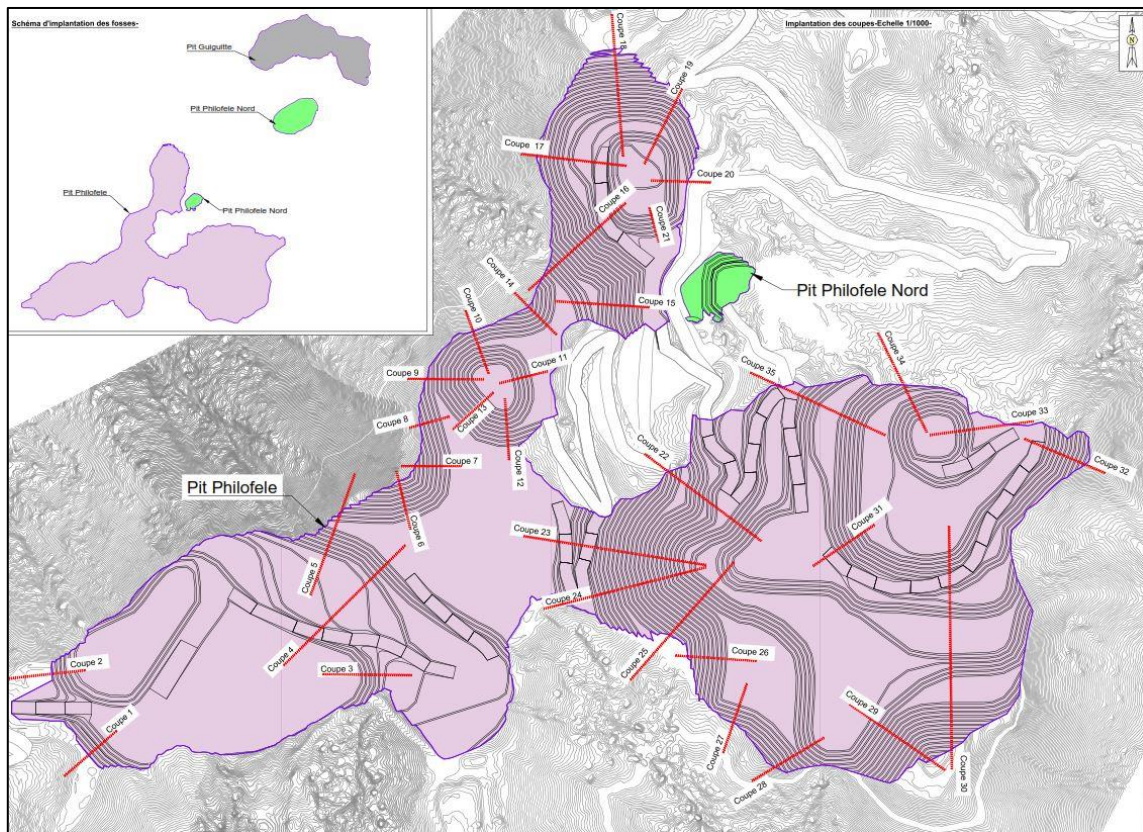 Schéma d'implantation des fosses-
Pit Guiguitte
Pit Philofele Nord
Pit Philofele
Pit Philofele Nord
Implantation des coupes-Echelle 1/1000-
N
Coupe 18
Coupe 19
Coupe 17
Coupe 20
Coupe 16
Coupe 21
Coupe 14
Pit Philofele Nord
Coupe 15
Coupe 10
Coupe 34
Coupe 11
Coupe 9
Coupe 35
Coupe 13
Coupe 8
Coupe 33
Coupe 22
Coupe 7
Coupe 12
Coupe 32
Pit Philofele
Coupe 6
Coupe 23
Coupe 31
Coupe 5
Coupe 24
Coupe 4
Coupe 2
Coupe 3
Coupe 25
Coupe 26
Coupe 1
Coupe 29
Coupe 27
Coupe 28
Coupe 30